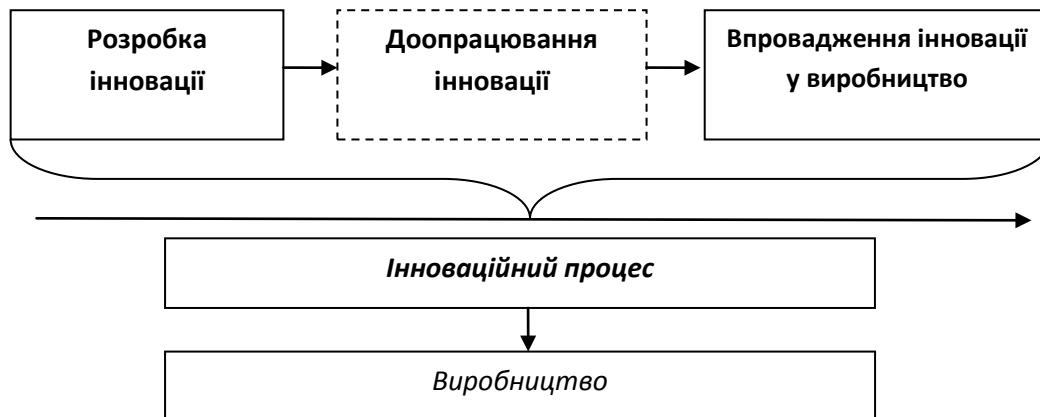 Розробка
інновації
Доопрацювання
інновації
Впровадження інновації
у виробництво
Інноваційний процес
Виробництво